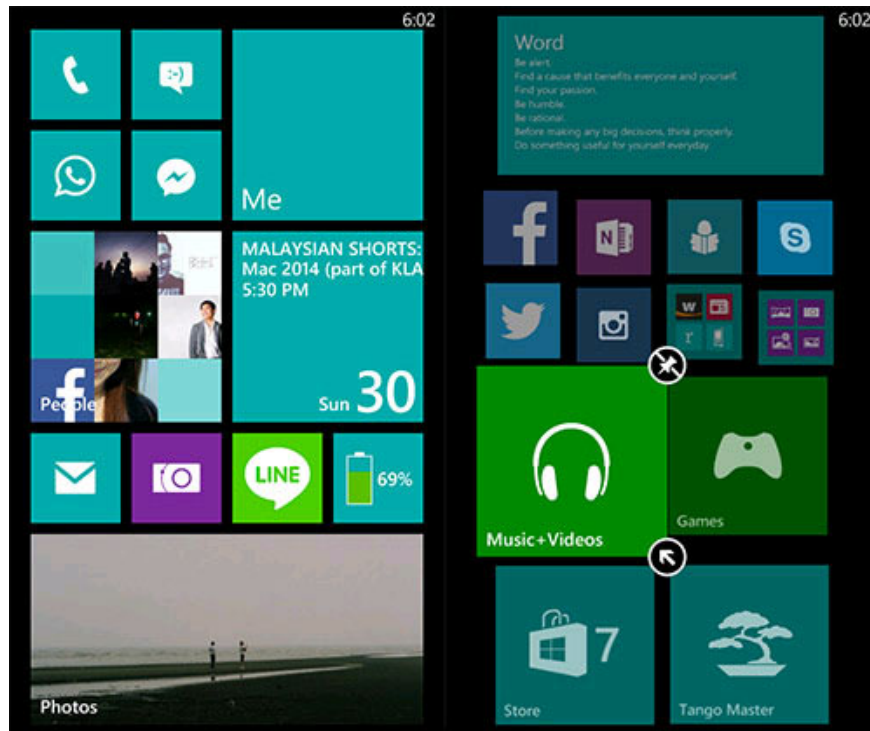 6:02
:-)
Me
People
MALAYSIAN SHORTS:
Mac 2014 (part of KLA
5:30 PM
Sun 30
LINE
69%
Photos
6:02
Word
Be alert.
Find a cause that benefits everyone and yourself.
Find your passion.
Be humble.
Be rational.
Before making any big decisions, think properly.
Do something useful for yourself everyday.
f
N
S
w
r
Music+Videos
Games
7
Store
Tango Master